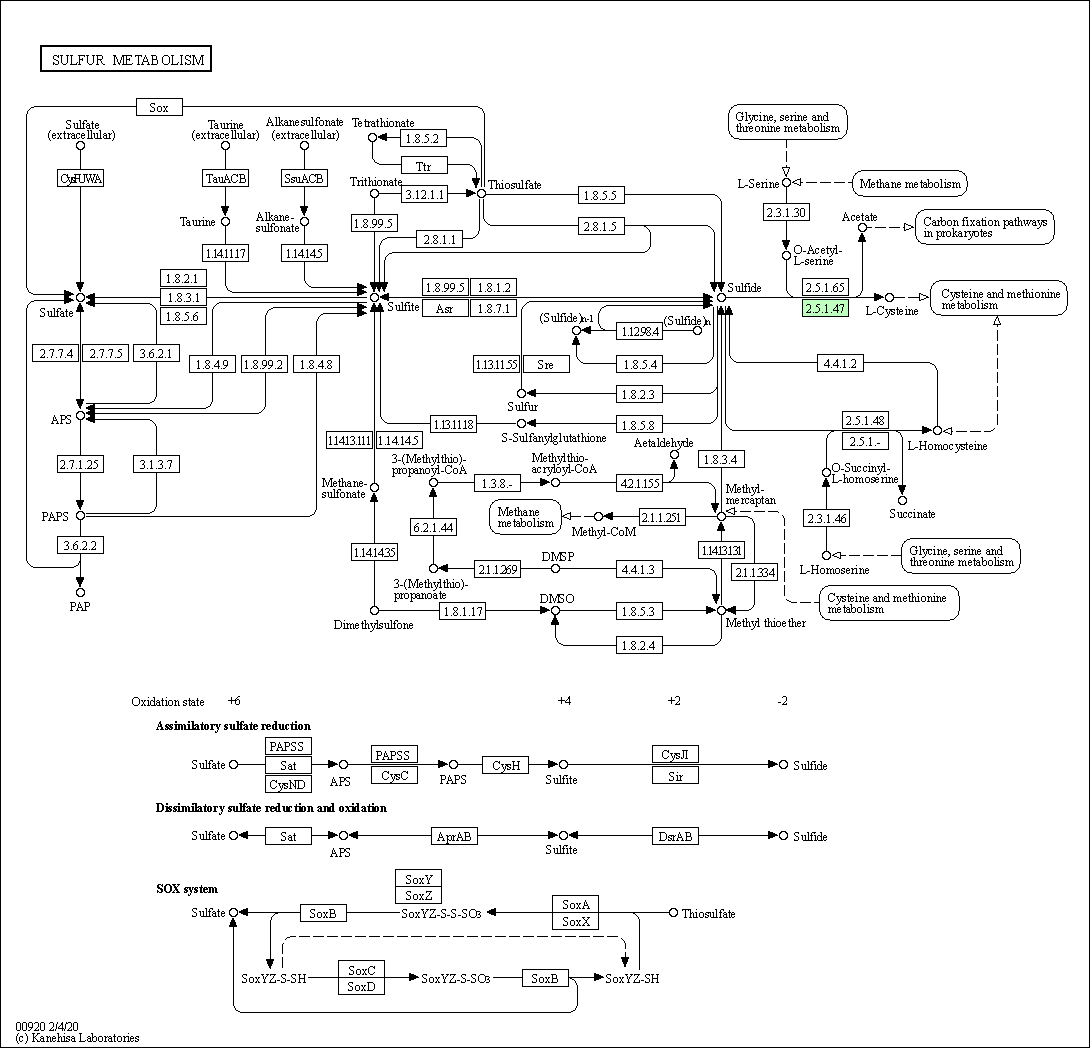 SULFUR METABOLISM
Sox
Sulfate
(extracellular)
Taurine
(extracellular)
Alkanesulfonate
(extracellular)
Tetrathionate
1.8.5.2
Ttr
CysPUWA
TauACB
SsuACB
Trithionate
3.12.1.1
Thiosulfate
1.8.5.5
Taurine
Alkane-
sulfonate
1.8.99.5
2.8.1.1
2.8.1.5
1.14.11.17
1.14.14.5
Glycine, serine and
threonine metabolism
L-Serine
Methane metabolism
2.3.1.30
Acetate
Carbon fixation pathways
in prokaryotes
O-Acetyl-
L-serine
1.8.2.1
1.8.3.1
1.8.5.6
Sulfate
Sulfite
1.8.99.5
1.8.1.2
Asr
1.8.7.1
Sulfide
2.5.1.65
2.5.1.47
L-Cysteine
Cysteine and methionine
metabolism
(Sulfide)n-1
1.12.98.4
(Sulfide)n
2.7.7.4
2.7.7.5
3.6.2.1
1.8.4.9
1.8.99.2
1.8.4.8
1.13.11.55
Sre
1.8.5.4
4.4.1.2
1.8.2.3
Sulfur
APS
1.13.11.18
1.8.5.8
S-Sulfanylglutathione
2.5.1.48
2.5.1.-
L-Homocysteine
1.14.13.111
1.14.14.5
Aetaldehyde
2.7.1.25
3.1.3.7
3-(Methylthio)-
propanoyl-CoA
Methylthio-
acryloyl-CoA
1.8.3.4
O-Succinyl-
L-homoserine
Methane-
sulfonate
1.3.8.-
4.2.1.155
Methyl-
mercaptan
Succinate
PAPS
Methane
metabolism
Methyl-CoM
2.1.1.251
2.3.1.46
6.2.1.44
3.6.2.2
1.14.14.35
1.14.13.131
L-Homoserine
Glycine, serine and
threonine metabolism
DMSP
2.1.1.269
4.4.1.3
2.1.1.334
3-(Methylthio)-
propanoate
PAP
DMSO
Cysteine and methionine
metabolism
1.8.1.17
1.8.5.3
Dimethylsulfone
Methyl thioether
1.8.2.4
Oxidation state +6 +4 +2 -2
Assimilatory sulfate reduction
PAPSS
Sulfate
Sat
CysND
APS
PAPSS
CysC
PAPS
CysH
Sulfite
CysJI
Sir
Sulfide
Dissimilatory sulfate reduction and oxidation
Sulfate
Sat
APS
AprAB
Sulfite
DsrAB
Sulfide
SOX system
SoxY
SoxZ
Sulfate
SoxB
SoxYZ-S-S-SO3
SoxA
SoxX
Thiosulfate
SoxYZ-S-SH
SoxC
SoxD
SoxYZ-S-SO3
SoxB
SoxYZ-SH
00920 2/4/20
(c) Kanehisa Laboratories